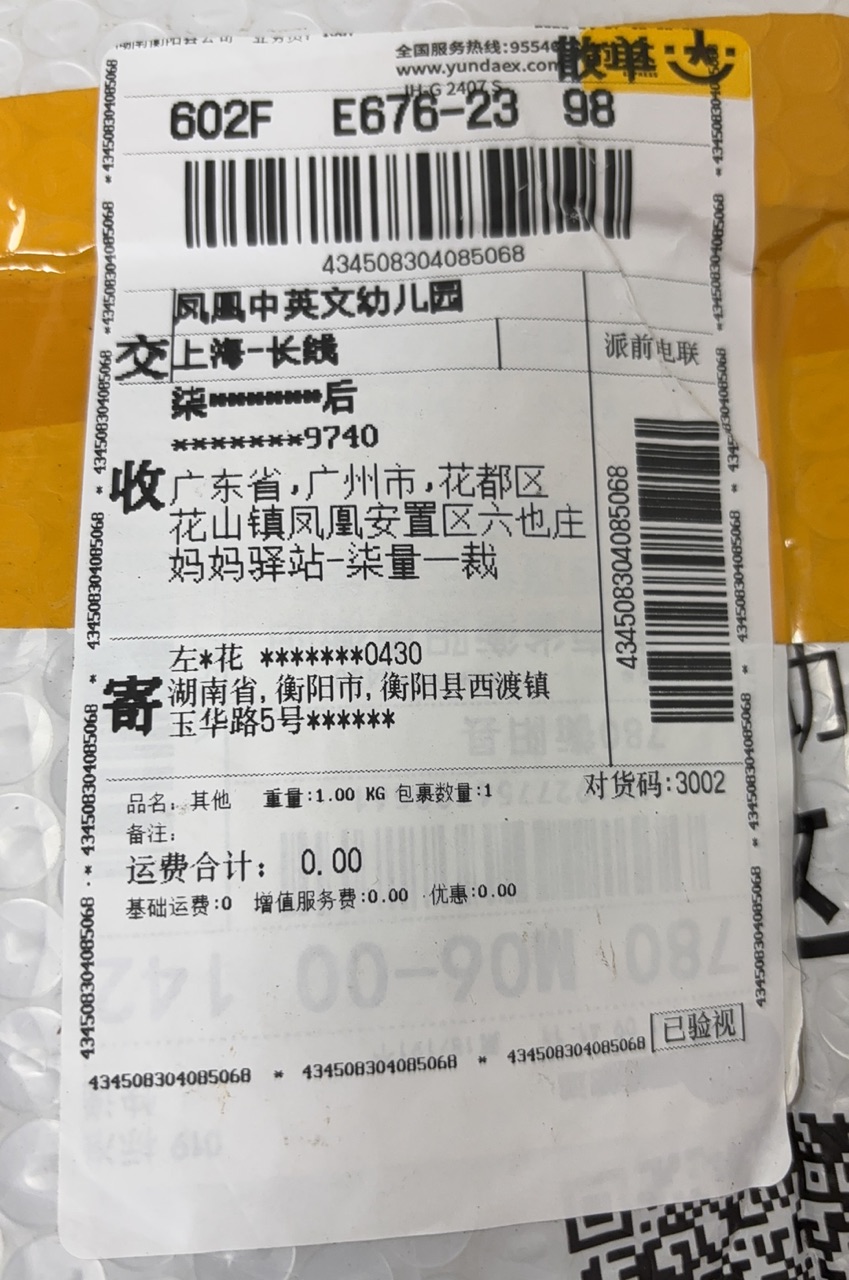 全国服务热线:9554
www.yundaex.com
散单
JH-G 2407 S
602F E676-23 98
434508304085068
凤凰中英文幼儿园
交 上海-长线
派前电联
柒*******后
*******9740
收 广东省,广州市,花都区
花山镇凤凰安置区六也庄
妈妈驿站-柒量一裁
434508304085068
左*花 *******0430
寄 湖南省,衡阳市,衡阳县西渡镇
玉华路5号******
对货码:3002
品名: 其他 重量:1.00 KG 包裹数量:1
备注:
运费合计: 0.00
基础运费:0 增值服务费:0.00 优惠:0.00
已验视
434508304085068 * 434508304085068 * 434508304085068